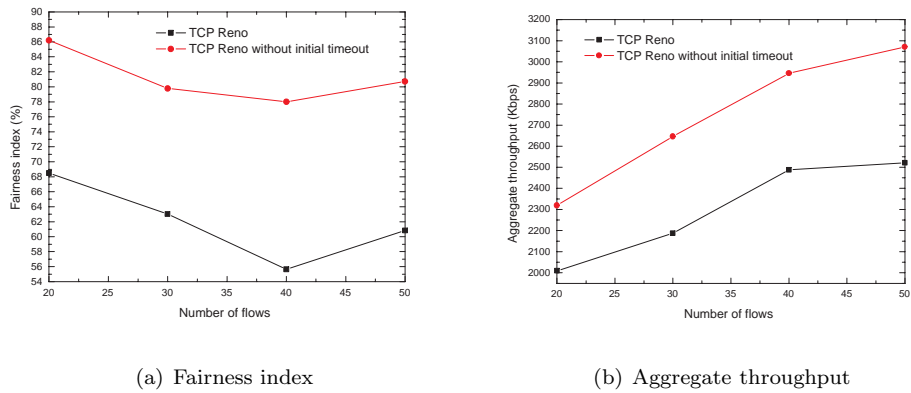 90
88
86
84
82
80
78
76
74
72
70
68
66
64
62
60
58
56
54
20 25 30 35 40 45 50
Fairness index (%)
Number of flows
TCP Reno
TCP Reno without initial timeout
(a) Fairness index
3200
3100
3000
2900
2800
2700
2600
2500
2400
2300
2200
2100
2000
20 25 30 35 40 45 50
Aggregate throughput (Kbps)
Number of flows
TCP Reno
TCP Reno without initial timeout
(b) Aggregate throughput